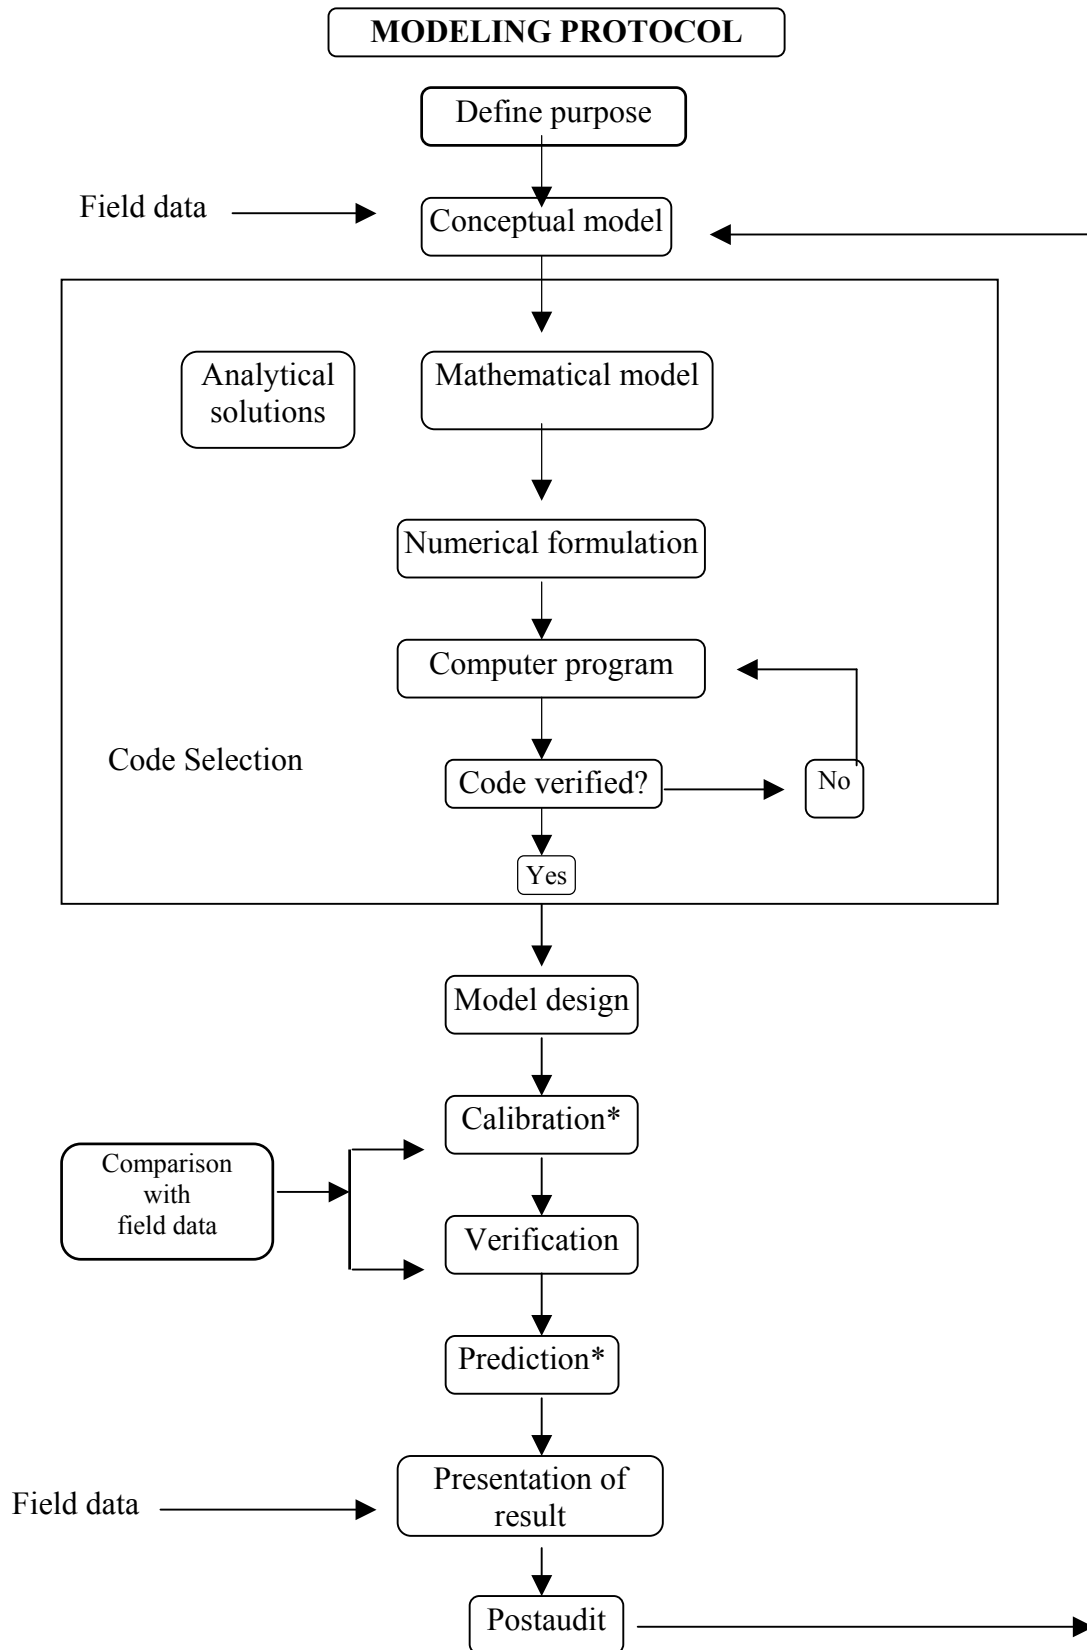 MODELING PROTOCOL
Define purpose
Field data
Conceptual model
Analytical
solutions
Mathematical model
Numerical formulation
Computer program
Code Selection
Code verified?
No
Yes
Model design
Calibration*
Comparison
with
field data
Verification
Prediction*
Presentation of
result
Field data
Postaudit